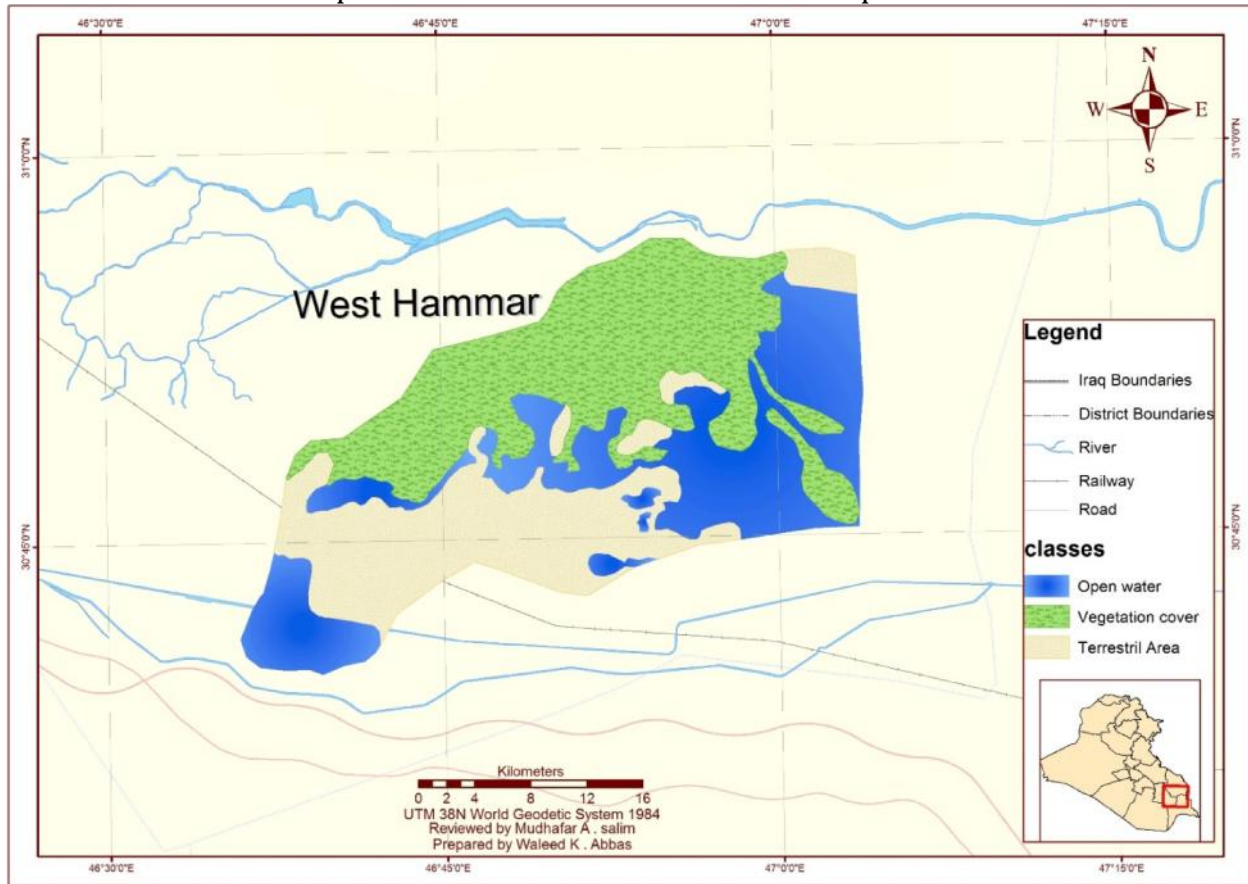 46°30'0"E 46°45'0"E 47°0'0"E 47°15'0"E
N
W E
S
31°0'0"N
31°0'0"N
West Hammar
Legend
Iraq Boundaries
District Boundaries
River
Railway
Road
30°45'0"N
30°45'0"N
classes
Open water
Vegetation cover
Terrestril Area
Kilometers
0 2 4 8 12 16
UTM 38N World Geodetic System 1984
Reviewed by Mudhafar A . salim
Prepared by Waleed K . Abbas
46°30'0"E 46°45'0"E 47°0'0"E 47°15'0"E